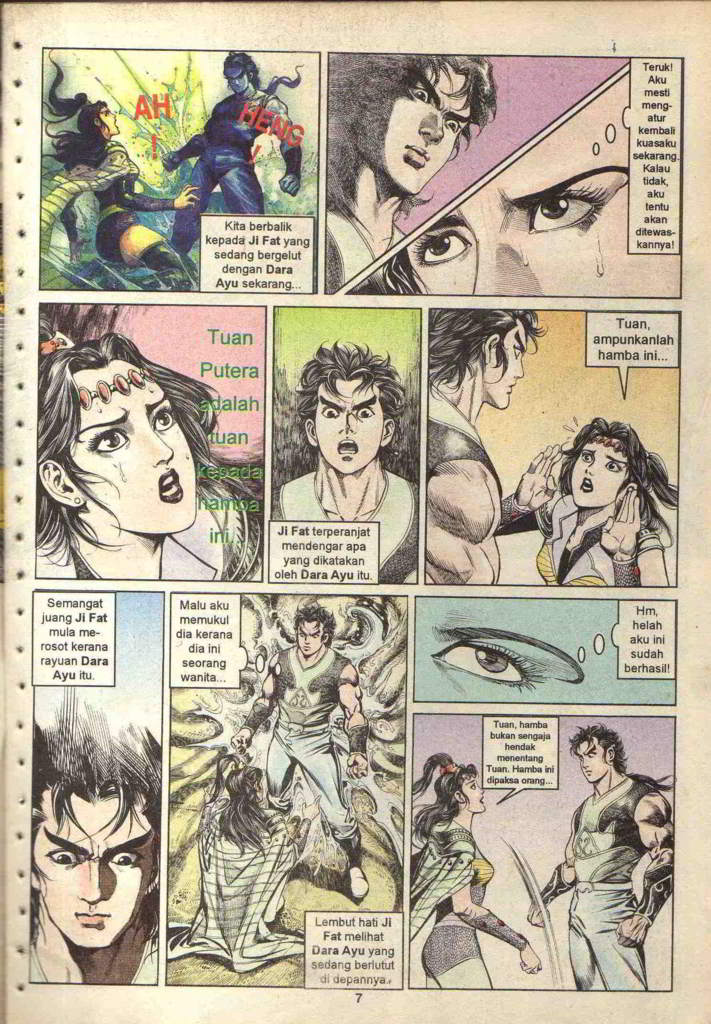 AH
!
HENG
!
Kita berbalik
kepada Ji Fat yang
sedang bergelut
dengan Dara
Ayu sekarang...
Teruk!
Aku
mesti
meng-
atur
kembali
kuasaku
sekarang.
Kalau
tidak,
aku
tentu
akan
ditewas-
kannya!
Tuan
Putera
adalah
tuan
kepada
hamba
ini...
Ji Fat terperanjat
mendengar apa
yang dikatakan
oleh Dara Ayu itu.
Tuan,
ampunkanlah
hamba ini...
Semangat
juang Ji Fat
mula me-
rosot kerana
rayuan Dara
Ayu itu.
Malu aku
memukul
dia kerana
dia ini
seorang
wanita...
Lembut hati Ji
Fat melihat
Dara Ayu yang
sedang berlutut
di depannya.
Hm,
helah
aku ini
sudah
berhasil!
Tuan, hamba
bukan sengaja
hendak
menentang
Tuan. Hamba ini
dipaksa orang...
7